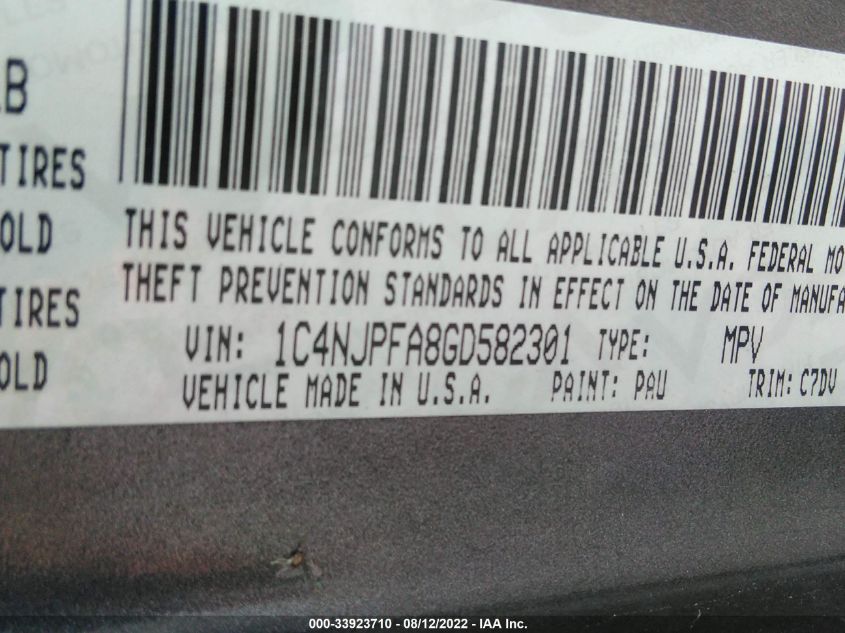 B
TIRES
OLD
TIRES
OLD
THIS VEHICLE CONFORMS TO ALL APPLICABLE U.S.A. FEDERAL MO
THEFT PREVENTION STANDARDS IN EFFECT ON THE DATE OF MANUFA
VIN: 1C4NJPFA8GD582301 TYPE: MPV
VEHICLE MADE IN U.S.A. PAINT: PAU TRIM: C7DV
000-33923710 - 08/12/2022 - IAA Inc.